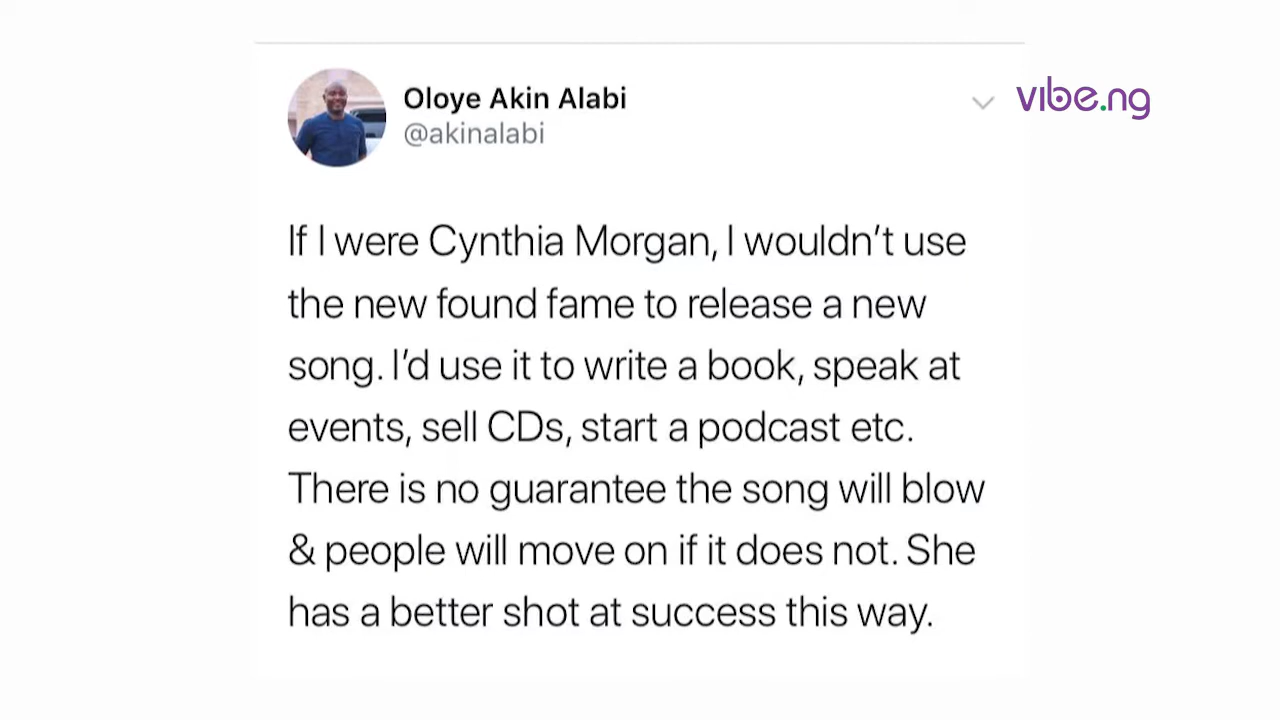 Oloye Akin Alabi
vibe.ng
@akinalabi
If I were Cynthia Morgan, I wouldn’t use
the new found fame to release a new
song. I’d use it to write a book, speak at
events, sell CDs, start a podcast etc.
There is no guarantee the song will blow
& people will move on if it does not. She
has a better shot at success this way.